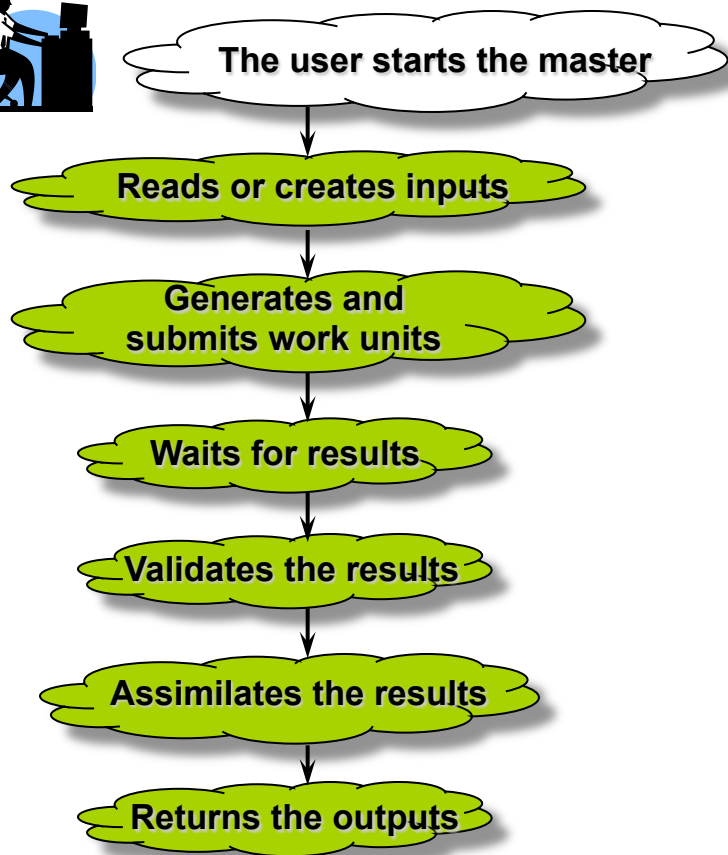 The user starts the master
Reads or creates inputs
Generates and
submits work units
Waits for results
Validates the results
Assimilates the results
Returns the outputs